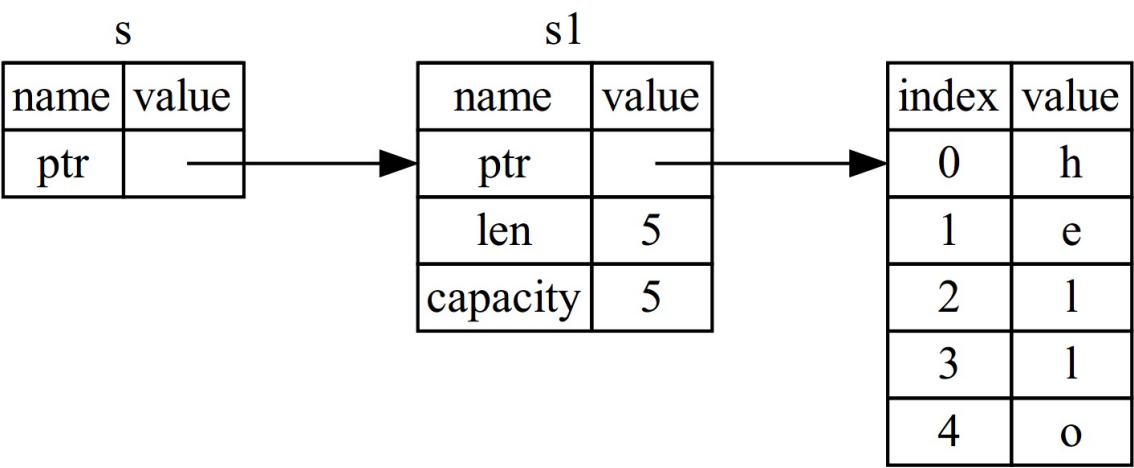 s
name value
ptr
s1
name value
ptr
len 5
capacity 5
index value
0 h
1 e
2 l
3 l
4 o